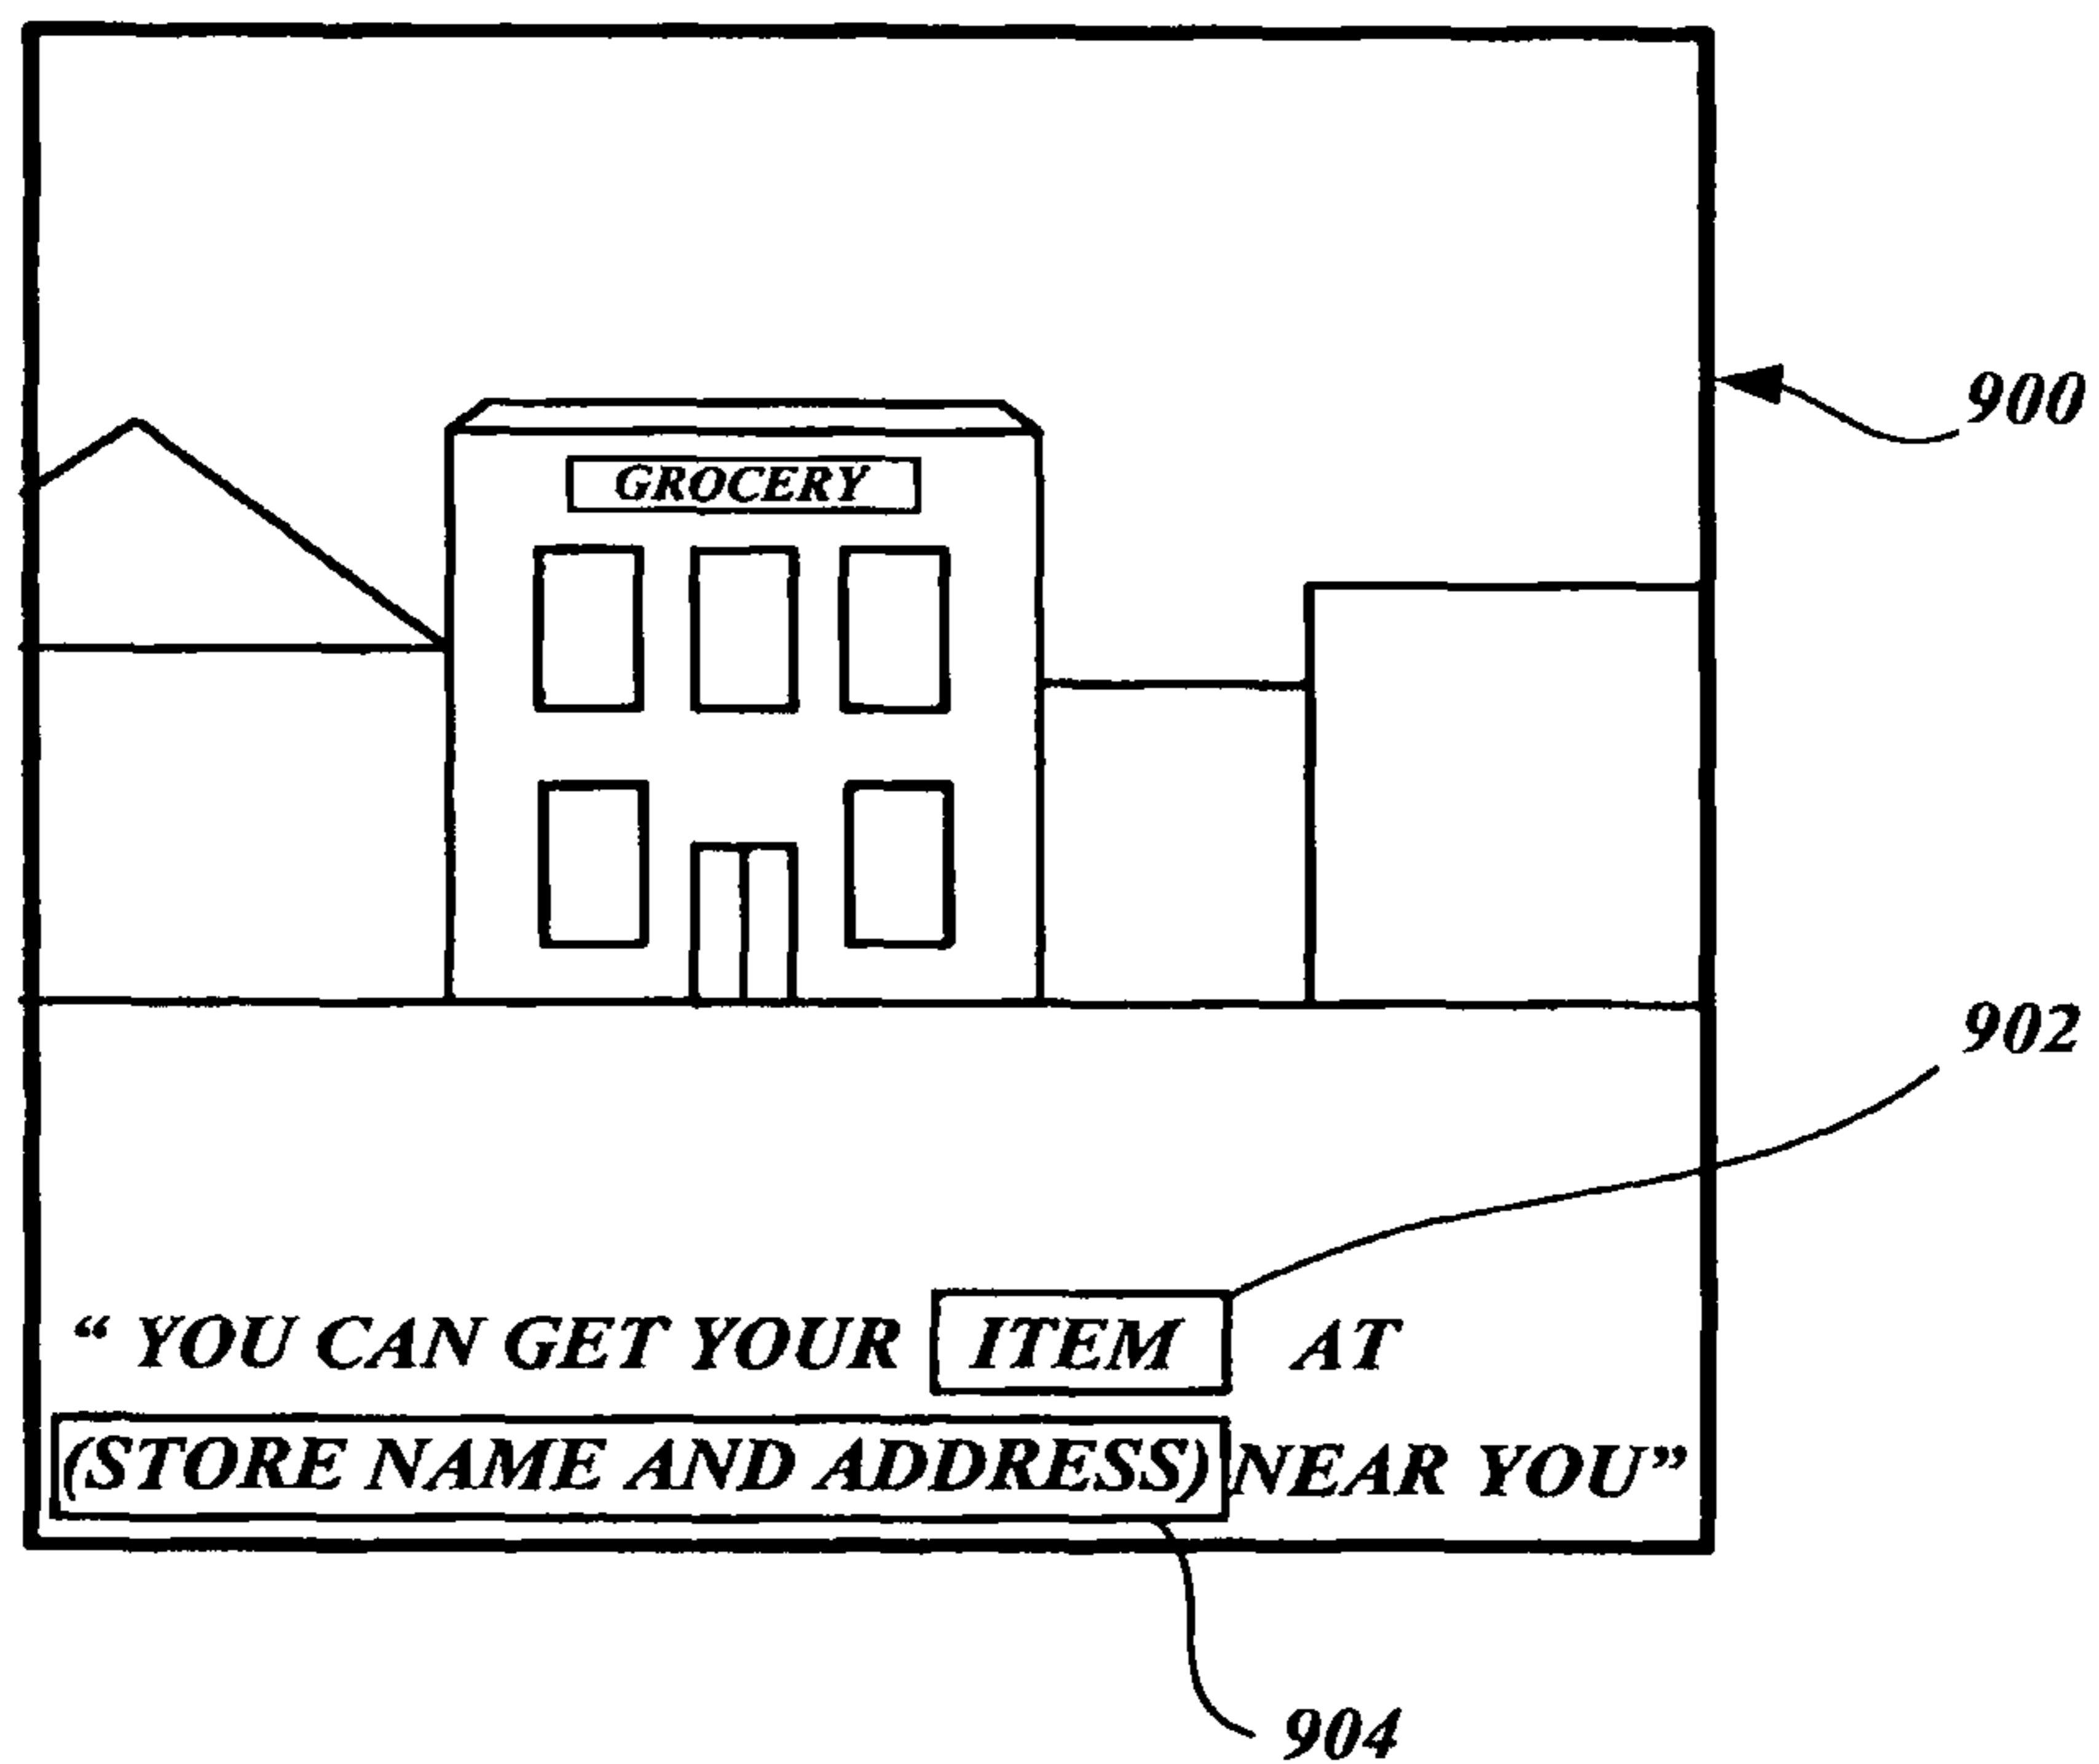 GROCERY
900
902
“ YOU CAN GET YOUR ITEM AT
(STORE NAME AND ADDRESS) NEAR YOU”
904